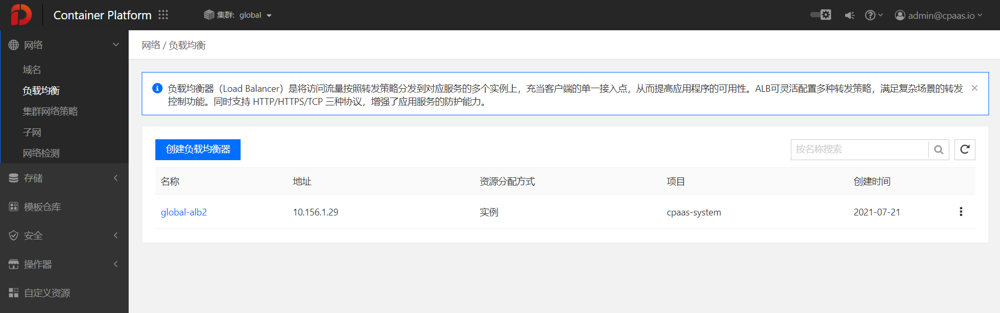 Container Platform
集群: global
admin@cpaas.io
网络
域名
负载均衡
集群网络策略
子网
网络检测
存储
模板仓库
安全
操作器
自定义资源
网络 / 负载均衡
负载均衡器（Load Balancer）是将访问流量按照转发策略分发到对应服务的多个实例上，充当客户端的单一接入点，从而提高应用程序的可用性。ALB可灵活配置多种转发策略，满足复杂场景的转发
控制功能。同时支持 HTTP/HTTPS/TCP 三种协议，增强了应用服务的防护能力。
创建负载均衡器
按名称搜索
名称 地址 资源分配方式 项目 创建时间
global-alb2 10.156.1.29 实例 cpaas-system 2021-07-21